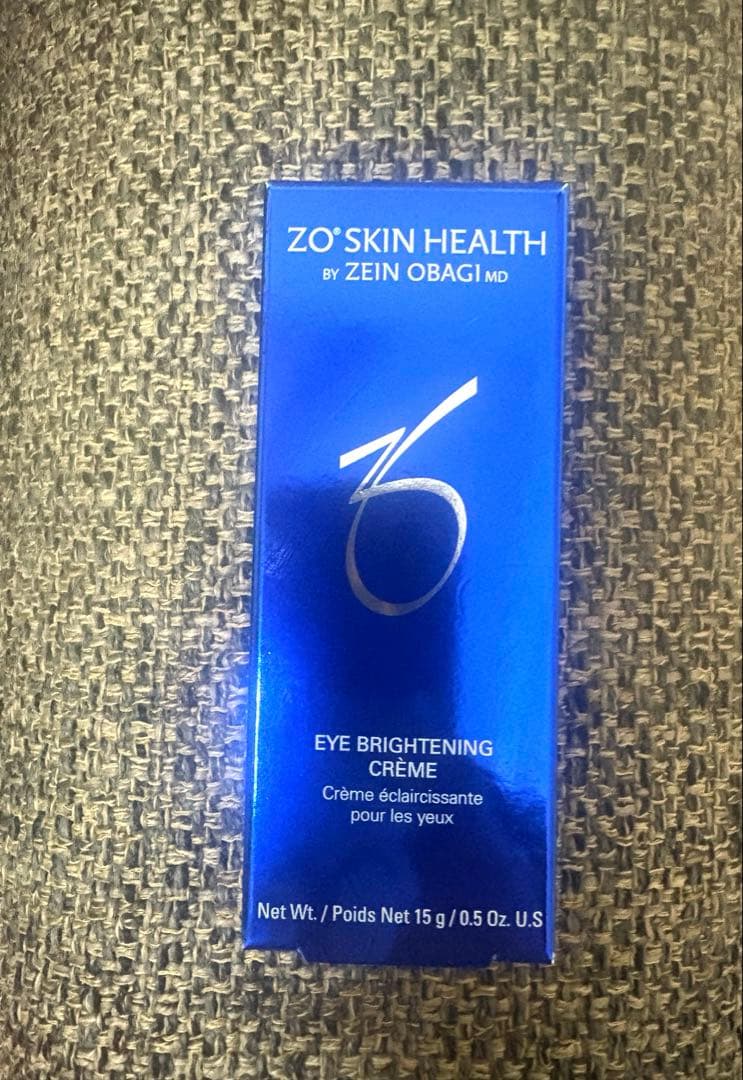 ZO® SKIN HEALTH
BY ZEIN OBAGI MD
EYE BRIGHTENING
CRÈME
Crème éclaircissante
pour les yeux
Net Wt. / Poids Net 15 g / 0.5 Oz. U.S